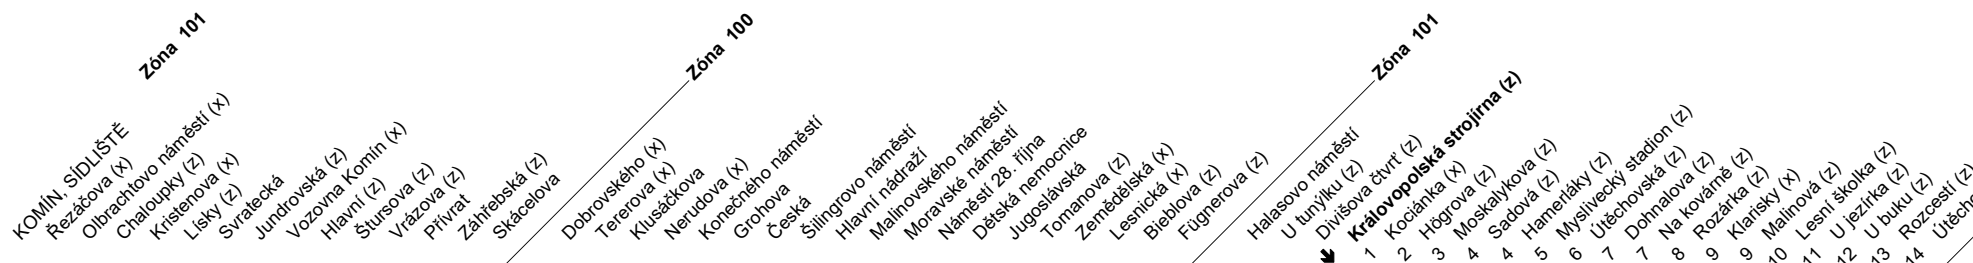 Zóna 101
KOMÍN, SÍDLIŠTĚ
Řezáčova (x)
Olbrachtovo náměstí (x)
Chaloupky (z)
Kristenova (x)
Lísky (z)
Svratecká
Jundrovská (z)
Vozovna Komín (x)
Hlavní (z)
Štursova (z)
Vrázova (z)
Přívrat
Záhřebská (z)
Skácelova
Zóna 100
Dobrovského (x)
Tererova (x)
Klusáčkova
Nerudova (x)
Konečného náměstí
Grohova
Česká
Šilingrovo náměstí
Hlavní nádraží
Malinovského náměstí
Moravské náměstí
Náměstí 28. října
Dětská nemocnice
Jugoslávská
Tomanova (z)
Zemědělská (x)
Lesnická (x)
Bieblova (z)
Fügnerova (z)
Zóna 101
Halasovo náměstí
U tunýlku (z)
Divišova čtvrť (z)
Královopolská strojírna (z)
1 Kociánka (x)
2 Högrova (z)
3 Moskalykova (z)
4 Sadová (z)
4 Hamerláky (z)
5 Myslivecký stadion (z)
6 Útěchovská (z)
7 Dohnalova (z)
7 Na kovárně (z)
8 Rozárka (z)
9 Klarisky (x)
9 Malinová (z)
10 Lesní školka (z)
11 U jezírka (z)
12 U buku (z)
13 Rozcestí (z)
14